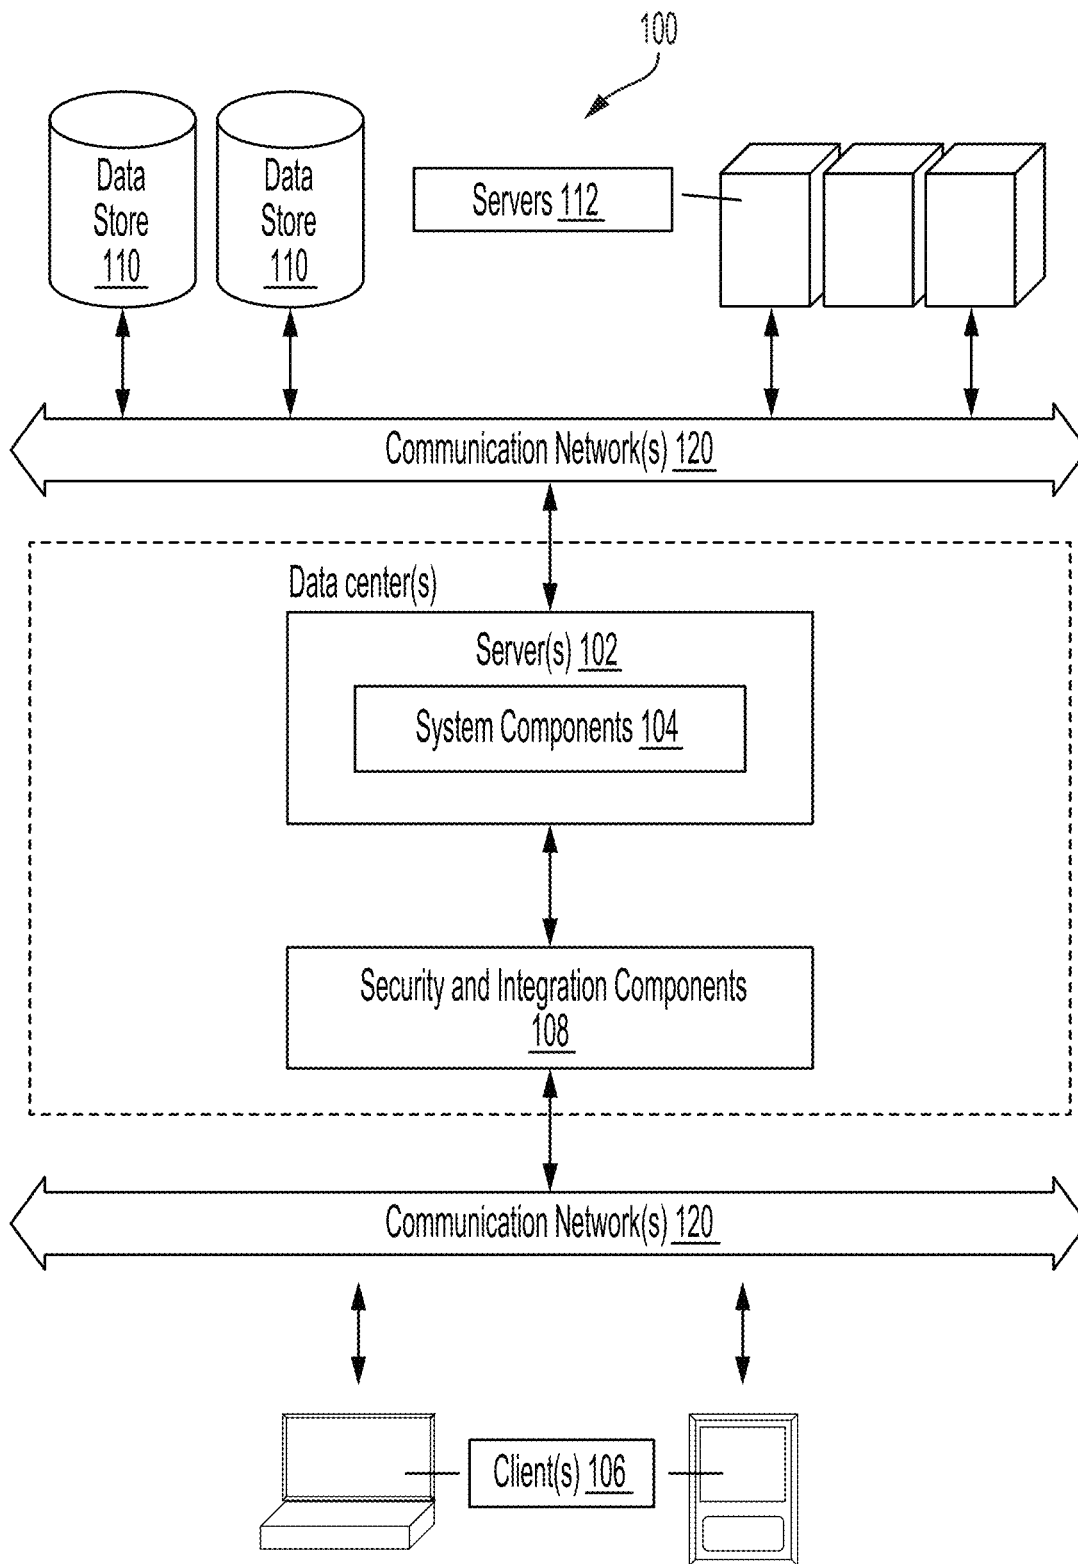 100
Data
Store
110
Data
Store
110
Servers 112
Communication Network(s) 120
Data center(s)
Server(s) 102
System Components 104
Security and Integration Components
108
Communication Network(s) 120
Client(s) 106